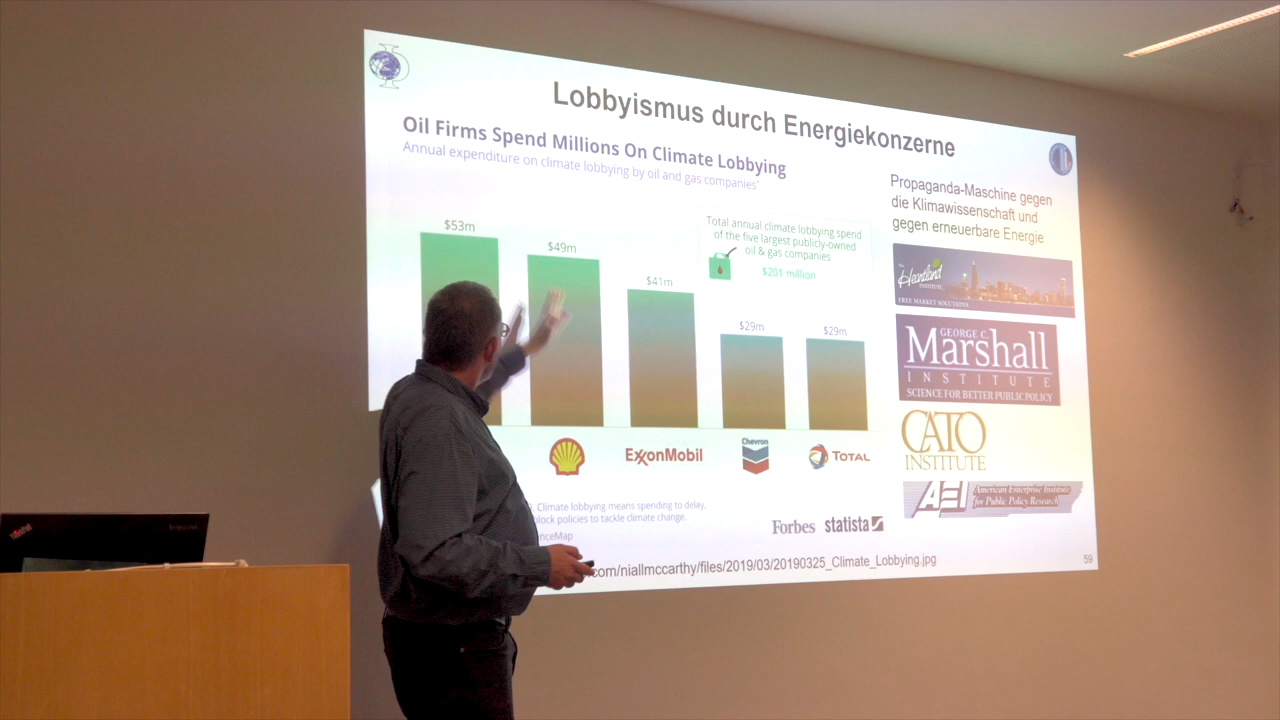 Lobbyismus durch Energiekonzerne
Oil Firms Spend Millions On Climate Lobbying
Annual expenditure on climate lobbying by oil and gas companies*
$53m
$49m
$41m
$29m
$29m
Total annual climate lobbying spend
of the five largest publicly-owned
oil & gas companies
$201 million
ExxonMobil
Chevron
TOTAL
Climate lobbying means spending to delay,
block policies to tackle climate change.
enceMap
Forbes statista
com/niallmccarthy/files/2019/03/20190325_Climate_Lobbying.jpg
Propaganda-Maschine gegen
die Klimawissenschaft und
gegen erneuerbare Energie
The
Heartland
INSTITUTE
FREE MARKET SOLUTIONS
GEORGE C.
Marshall
INSTITUTE
SCIENCE FOR BETTER PUBLIC POLICY
CATO
INSTITUTE
AEI
American Enterprise Institute
for Public Policy Research
59
ThinkPad